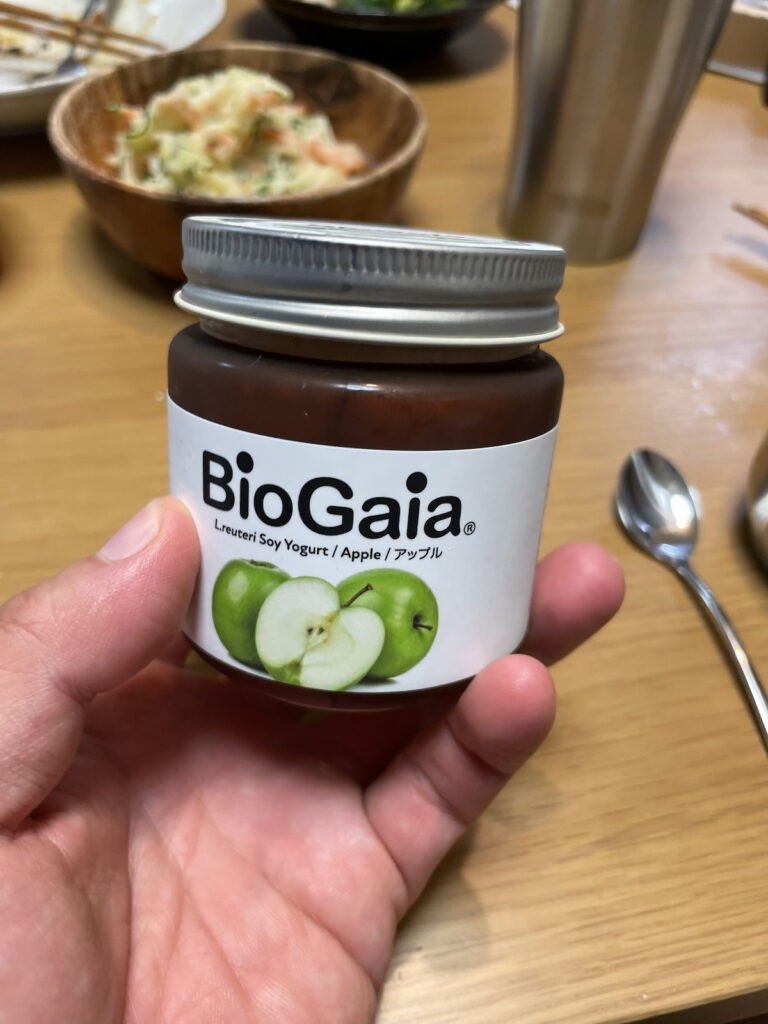 BioGaia®
L.reuteri Soy Yogurt / Apple / アップル